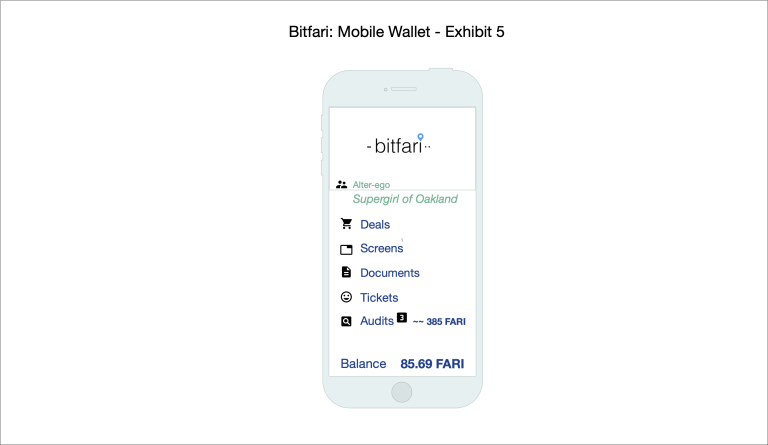 Bitfari: Mobile Wallet - Exhibit 5
- bitfari ..
Alter-ego
Supergirl of Oakland
Deals
Screens
Documents
Tickets
Audits 3 ~~ 385 FARI
Balance 85.69 FARI